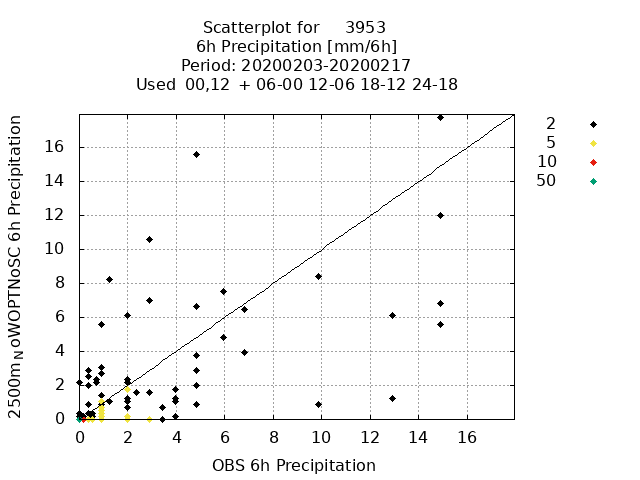 Scatterplot for 3953
6h Precipitation [mm/6h]
Period: 20200203-20200217
Used 00,12 + 06-00 12-06 18-12 24-18
2
5
10
50
16
14
12
10
8
6
4
2
0
0 2 4 6 8 10 12 14 16
2500mNoWOPTNoSC 6h Precipitation
OBS 6h Precipitation